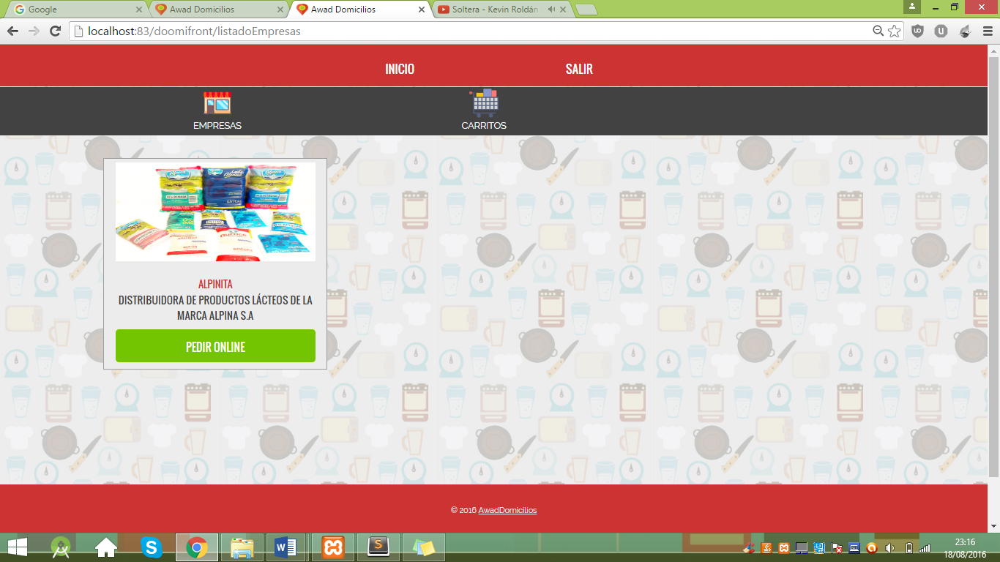 Google
Awad Domicilios
Awad Domicilios
Soltera - Kevin Roldán
localhost:83/doomifront/listadoEmpresas
INICIO
SALIR
EMPRESAS
CARRITOS
ALPINITA
DISTRIBUIDORA DE PRODUCTOS LÁCTEOS DE LA
MARCA ALPINA S.A
PEDIR ONLINE
© 2016 AwadDomicilios
23:16
18/08/2016